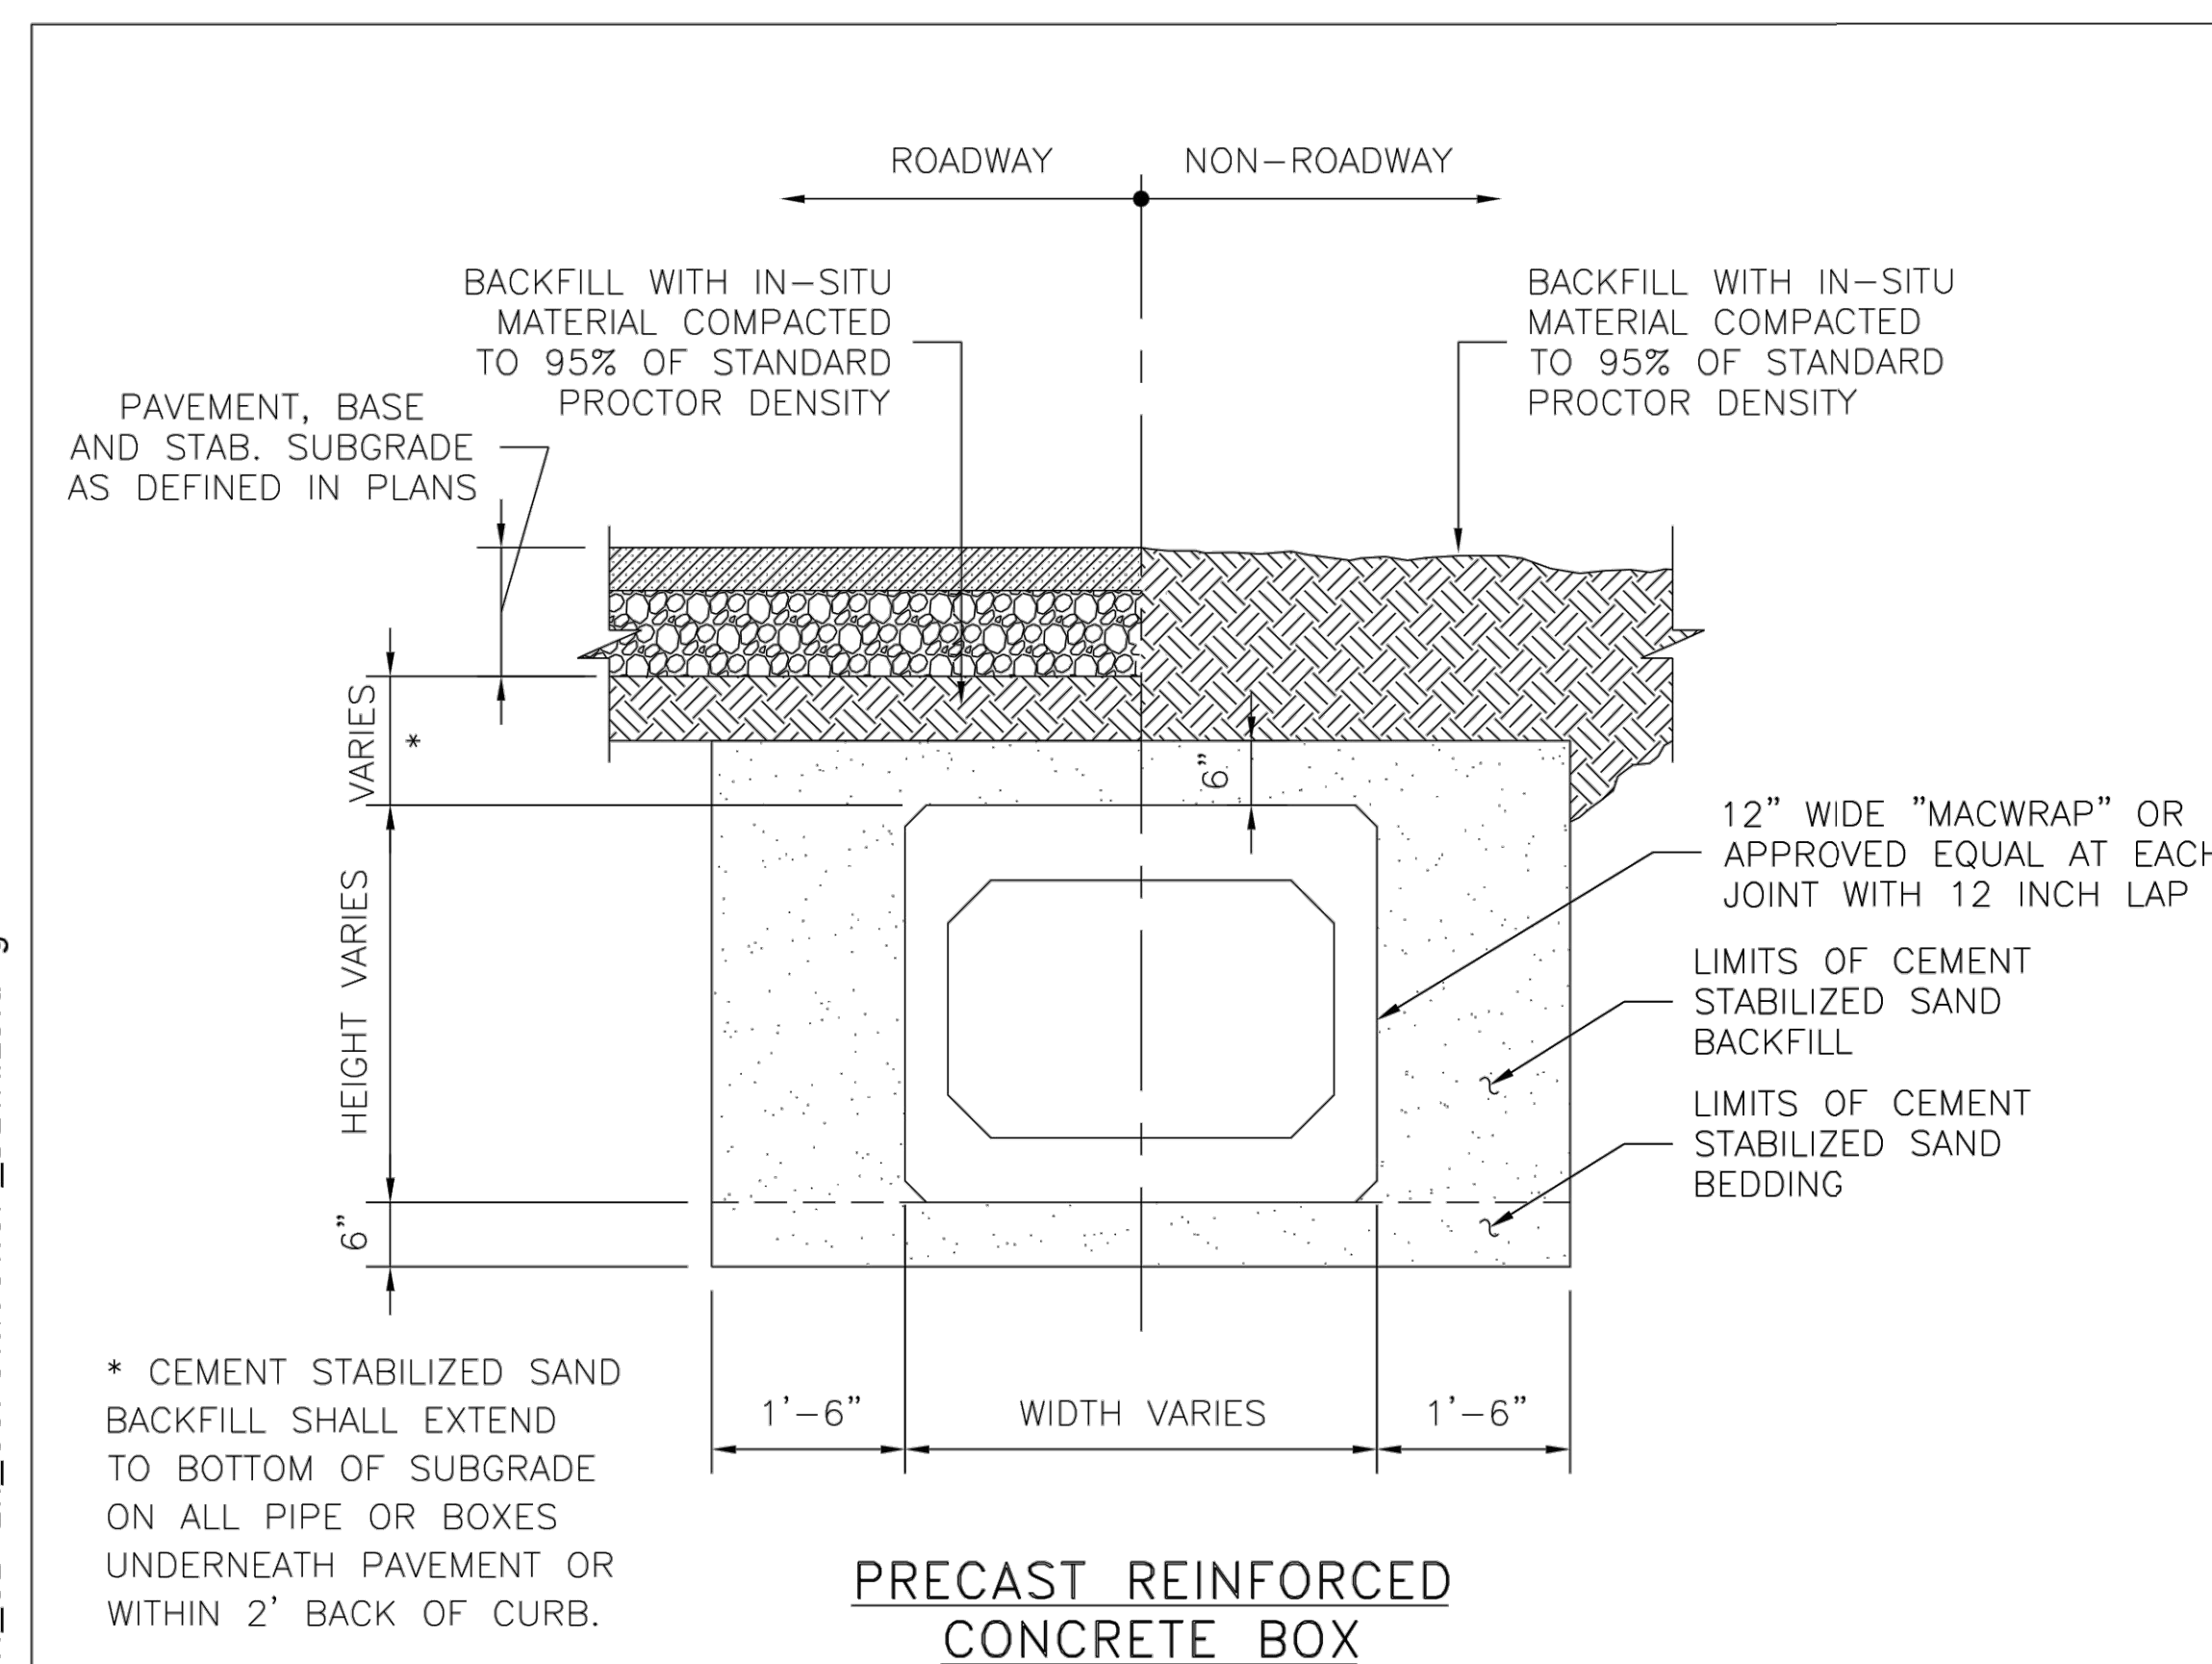 ROADWAY
NON-ROADWAY
BACKFILL WITH IN-SITU
MATERIAL COMPACTED
TO 95% OF STANDARD
PROCTOR DENSITY
BACKFILL WITH IN-SITU
MATERIAL COMPACTED
TO 95% OF STANDARD
PROCTOR DENSITY
PAVEMENT, BASE
AND STAB. SUBGRADE
AS DEFINED IN PLANS
VARIES
*
6"
HEIGHT VARIES
6"
12" WIDE "MACWRAP" OR
APPROVED EQUAL AT EACH
JOINT WITH 12 INCH LAP
LIMITS OF CEMENT
STABILIZED SAND
BACKFILL
LIMITS OF CEMENT
STABILIZED SAND
BEDDING
* CEMENT STABILIZED SAND
BACKFILL SHALL EXTEND
TO BOTTOM OF SUBGRADE
ON ALL PIPE OR BOXES
UNDERNEATH PAVEMENT OR
WITHIN 2' BACK OF CURB.
1'-6"
WIDTH VARIES
1'-6"
PRECAST REINFORCED
CONCRETE BOX